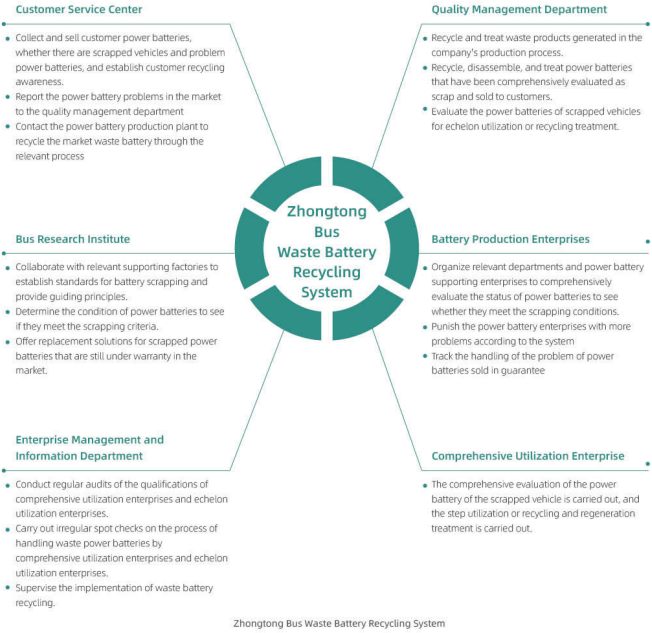 Customer Service Center
Collect and sell customer power batteries,
whether there are scrapped vehicles and problem
power batteries, and establish customer recycling
awareness.
Report the power battery problems in the market
to the quality management department
Contact the power battery production plant to
recycle the market waste battery through the
relevant process
Quality Management Department
Recycle and treat waste products generated in the
company's production process.
Recycle, disassemble, and treat power batteries
that have been comprehensively evaluated as
scrap and sold to customers.
Evaluate the power batteries of scrapped vehicles
for echelon utilization or recycling treatment.
Zhongtong
Bus
Waste Battery
Recycling
System
Bus Research Institute
Collaborate with relevant supporting factories to
establish standards for battery scrapping and
provide guiding principles.
Determine the condition of power batteries to see
if they meet the scrapping criteria.
Offer replacement solutions for scrapped power
batteries that are still under warranty in the
market.
Battery Production Enterprises
Organize relevant departments and power battery
supporting enterprises to comprehensively
evaluate the status of power batteries to see
whether they meet the scrapping conditions.
Punish the power battery enterprises with more
problems according to the system
Track the handling of the problem of power
batteries sold in guarantee
Enterprise Management and
Information Department
Conduct regular audits of the qualifications of
comprehensive utilization enterprises and echelon
utilization enterprises.
Carry out irregular spot checks on the process of
handling waste power batteries by
comprehensive utilization enterprises and echelon
utilization enterprises.
Supervise the implementation of waste battery
recycling.
Comprehensive Utilization Enterprise
The comprehensive evaluation of the power
battery of the scrapped vehicle is carried out, and
the step utilization or recycling and regeneration
treatment is carried out.
Zhongtong Bus Waste Battery Recycling System